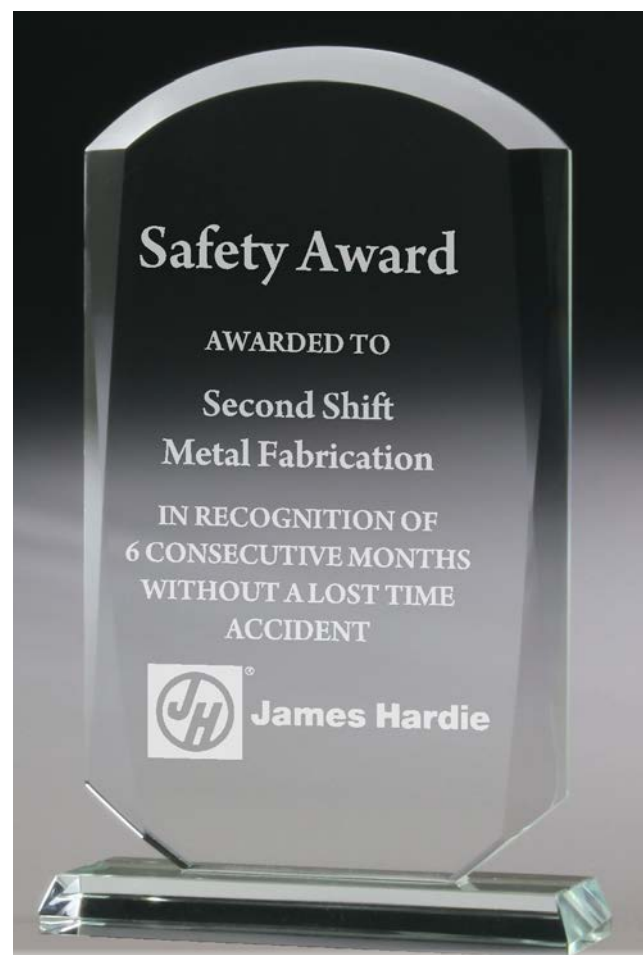 Safety Award
AWARDED TO
Second Shift
Metal Fabrication
IN RECOGNITION OF
6 CONSECUTIVE MONTHS
WITHOUT A LOST TIME
ACCIDENT
JH® James Hardie